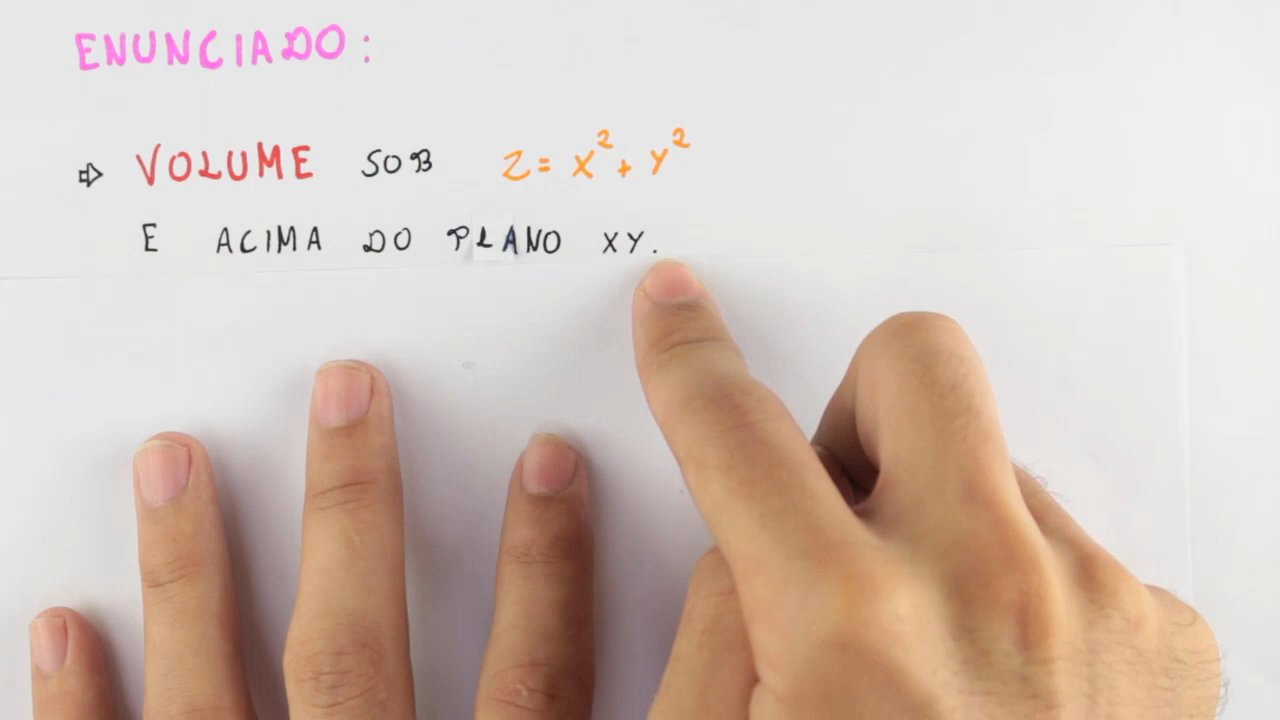 ENUNCIADO:
⇨ VOLUME SOB z = x² + y²
E ACIMA DO PLANO XY.